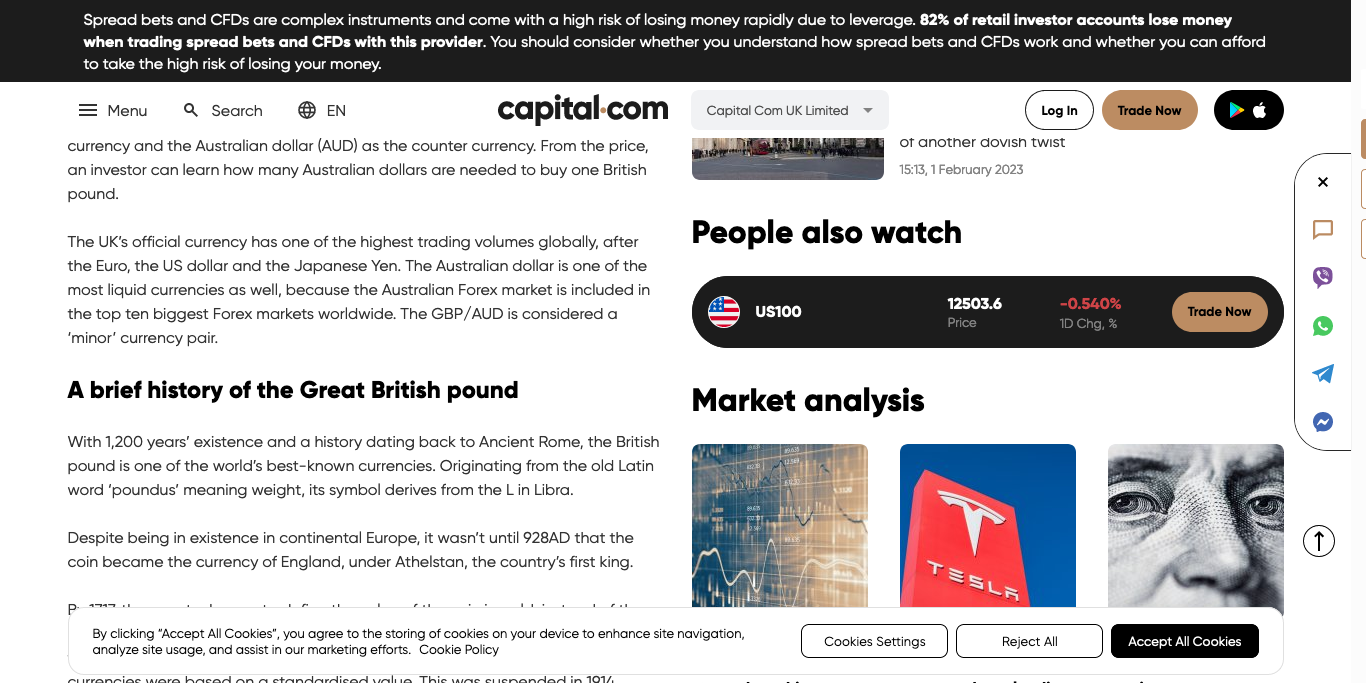 Spread bets and CFDs are complex instruments and come with a high risk of losing money rapidly due to leverage. 82% of retail investor accounts lose money
when trading spread bets and CFDs with this provider. You should consider whether you understand how spread bets and CFDs work and whether you can afford
to take the high risk of losing your money.
Menu
Search
EN
capital.com
Capital Com UK Limited
Log In
Trade Now
currency and the Australian dollar (AUD) as the counter currency. From the price,
an investor can learn how many Australian dollars are needed to buy one British
pound.
The UK’s official currency has one of the highest trading volumes globally, after
the Euro, the US dollar and the Japanese Yen. The Australian dollar is one of the
most liquid currencies as well, because the Australian Forex market is included in
the top ten biggest Forex markets worldwide. The GBP/AUD is considered a
‘minor’ currency pair.
A brief history of the Great British pound
With 1,200 years’ existence and a history dating back to Ancient Rome, the British
pound is one of the world’s best-known currencies. Originating from the old Latin
word ‘poundus’ meaning weight, its symbol derives from the L in Libra.
Despite being in existence in continental Europe, it wasn’t until 928AD that the
coin became the currency of England, under Athelstan, the country’s first king.
currencies were based on a standardised value. This was suspended in 1914
of another dovish twist
15:13, 1 February 2023
People also watch
US100
12503.6
Price
-0.540%
1D Chg, %
Trade Now
Market analysis
TESLA
By clicking “Accept All Cookies”, you agree to the storing of cookies on your device to enhance site navigation,
analyze site usage, and assist in our marketing efforts. Cookie Policy
Cookies Settings
Reject All
Accept All Cookies